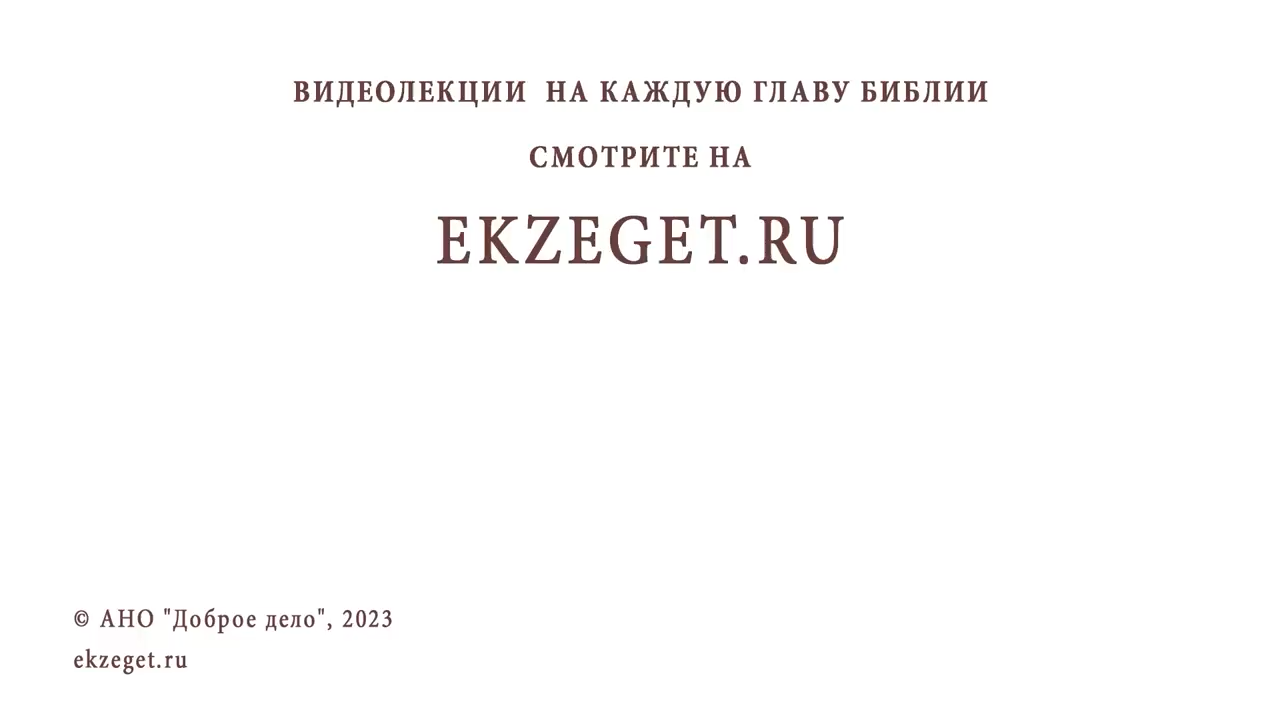 ВИДЕОЛЕКЦИИ НА КАЖДУЮ ГЛАВУ БИБЛИИ
СМОТРИТЕ НА
EKZEGET.RU
© АНО "Доброе дело", 2023
ekzeget.ru